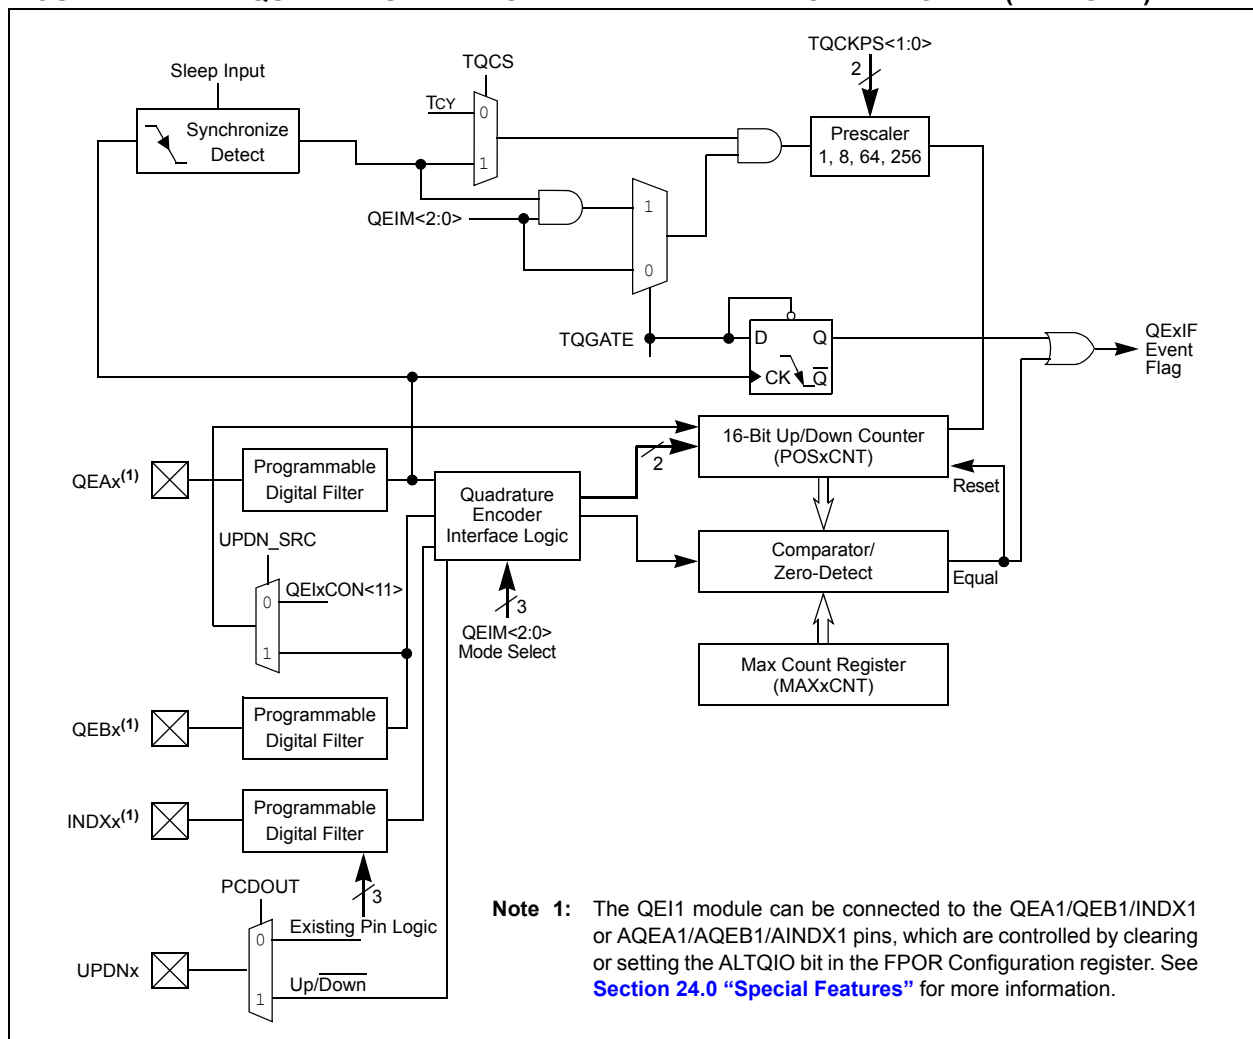 TQCKPS<1:0>
2
TQCS
Sleep Input
TCY
0
1
Synchronize
Detect
Prescaler
1, 8, 64, 256
QEIM<2:0>
1
0
TQGATE
D
Q
CK
Q
QExIF
Event
Flag
16-Bit Up/Down Counter
(POSxCNT)
2
Reset
QEAx(1)
Programmable
Digital Filter
Quadrature
Encoder
Interface Logic
Comparator/
Zero-Detect
Equal
UPDN_SRC
0
QEIxCON<11>
1
3
QEIM<2:0>
Mode Select
Max Count Register
(MAXxCNT)
QEBx(1)
Programmable
Digital Filter
INDXx(1)
Programmable
Digital Filter
3
PCDOUT
0
Existing Pin Logic
UPDNx
1
Up/Down
Note 1: The QEI1 module can be connected to the QEA1/QEB1/INDX1
or AQEA1/AQEB1/AINDX1 pins, which are controlled by clearing
or setting the ALTQIO bit in the FPOR Configuration register. See
Section 24.0 “Special Features” for more information.